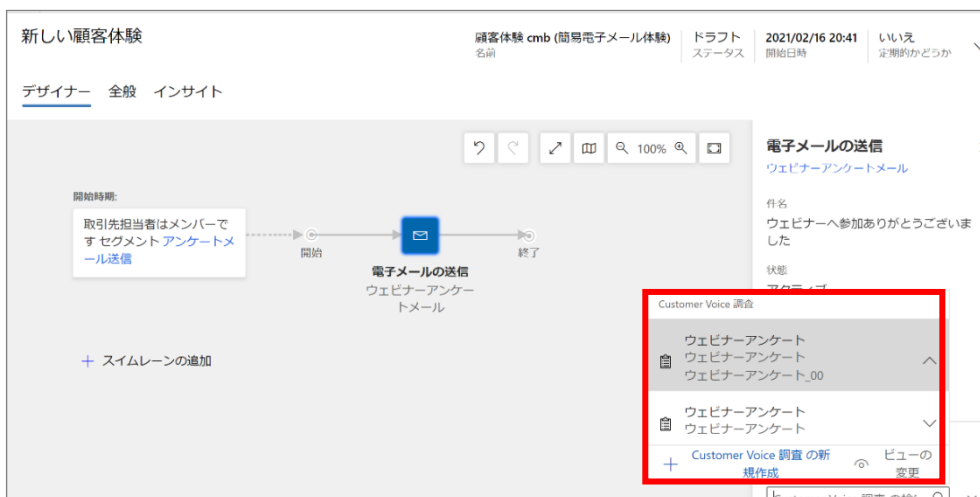 新しい顧客体験
顧客体験 cmb (簡易電子メール体験)
名前
ドラフト
ステータス
2021/02/16 20:41
開始日時
いいえ
定期的かどうか
デザイナー 全般 インサイト
100%
開始時期:
取引先担当者はメンバーで
す セグメント アンケートメ
ール送信
開始
電子メールの送信
ウェビナーアンケー
トメール
終了
+ スイムレーンの追加
電子メールの送信
ウェビナーアンケートメール
件名
ウェビナーへ参加ありがとうございま
した
状態
アクティブ
Customer Voice 調査
ウェビナーアンケート
ウェビナーアンケート
ウェビナーアンケート_00
ウェビナーアンケート
ウェビナーアンケート
+ Customer Voice 調査 の新
規作成
ビューの
変更
Customer Voice 調査 の検